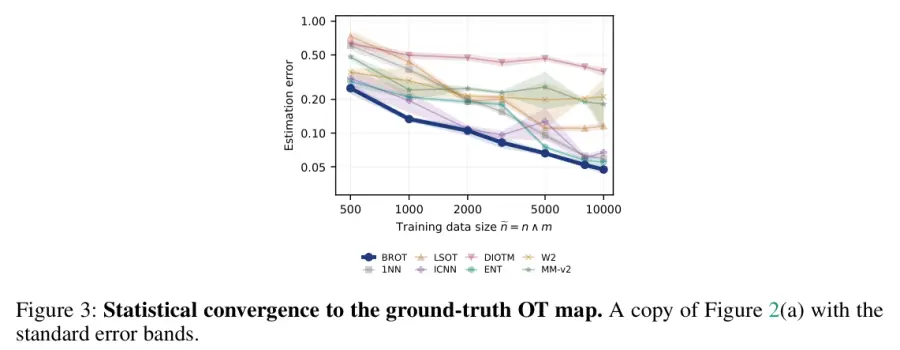 1.00
0.50
0.20
0.10
0.05
Estimation error
500 1000 2000 5000 10000
Training data size ñ = n ∧ m
BROT LSOT DIOTM W2
1NN ICNN ENT MM-v2
Figure 3: Statistical convergence to the ground-truth OT map. A copy of Figure 2(a) with the
standard error bands.